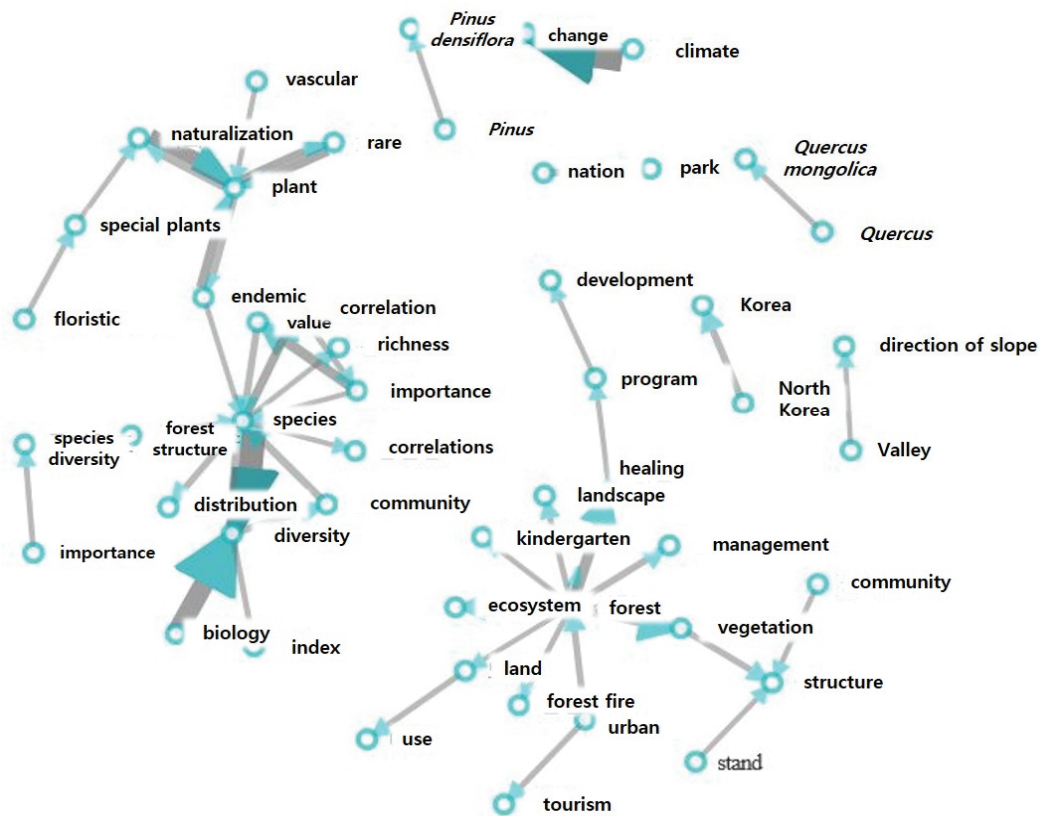 Pinus
densiflora
change
climate
vascular
naturalization
rare
Pinus
plant
nation
park
Quercus
mongolica
special plants
Quercus
floristic
endemic
correlation
value
richness
importance
development
Korea
direction of slope
program
North
Korea
species
diversity
forest
structure
species
correlations
Valley
healing
landscape
distribution
community
diversity
kindergarten
management
importance
community
ecosystem
forest
vegetation
biology
index
land
structure
forest fire
urban
use
stand
tourism